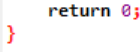 return 0;
}